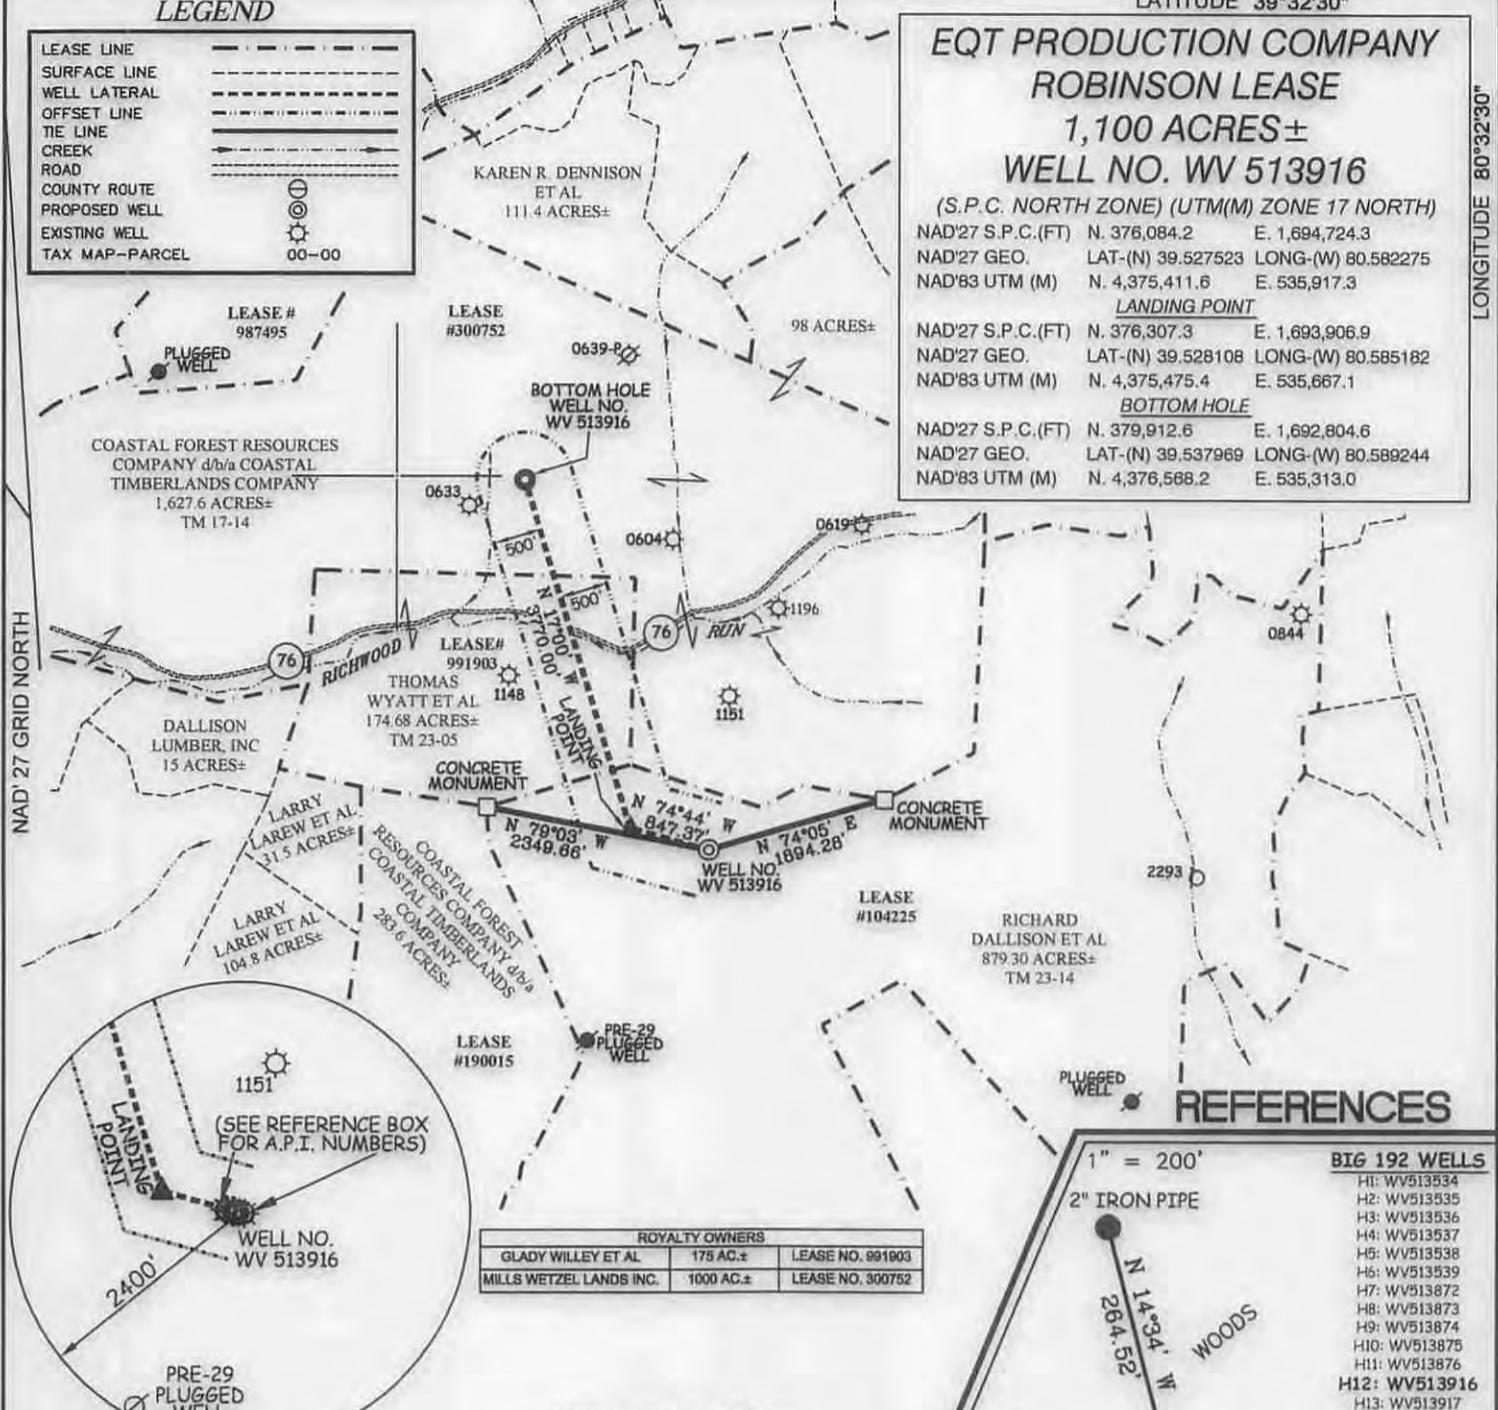 LEGEND
LEASE LINE
SURFACE LINE
WELL LATERAL
OFFSET LINE
TIE LINE
CREEK
ROAD
COUNTY ROUTE
PROPOSED WELL
EXISTING WELL
TAX MAP-PARCEL 00-00
LATITUDE 39°32'30"
EQT PRODUCTION COMPANY
ROBINSON LEASE
1,100 ACRES±
WELL NO. WV 513916
(S.P.C. NORTH ZONE) (UTM(M) ZONE 17 NORTH)
NAD'27 S.P.C.(FT) N. 376,084.2 E. 1,694,724.3
NAD'27 GEO. LAT-(N) 39.527523 LONG-(W) 80.582275
NAD'83 UTM (M) N. 4,375,411.6 E. 535,917.3
LANDING POINT
NAD'27 S.P.C.(FT) N. 376,307.3 E. 1,693,906.9
NAD'27 GEO. LAT-(N) 39.528108 LONG-(W) 80.585182
NAD'83 UTM (M) N. 4,375,475.4 E. 535,667.1
BOTTOM HOLE
NAD'27 S.P.C.(FT) N. 379,912.6 E. 1,692,804.6
NAD'27 GEO. LAT-(N) 39.537969 LONG-(W) 80.589244
NAD'83 UTM (M) N. 4,376,568.2 E. 535,313.0
LONGITUDE 80°32'30"
KAREN R. DENNISON
ET AL
111.4 ACRES±
LEASE #
987495
LEASE
#300752
98 ACRES±
0639-P
PLUGGED
WELL
BOTTOM HOLE
WELL NO.
WV 513916
COASTAL FOREST RESOURCES
COMPANY d/b/a COASTAL
TIMBERLANDS COMPANY
1,627.6 ACRES±
TM 17-14
0633
0604
0619
500'
500'
N 17°00' W
3770.00'
76
RICHWOOD
76
RUN
1196
0844
NAD' 27 GRID NORTH
LEASE#
991903
THOMAS
WYATT ET AL
174.68 ACRES±
TM 23-05
1148
1151
LANDING
POINT
DALLISON
LUMBER, INC
15 ACRES±
CONCRETE
MONUMENT
N 79°03' W
2349.66'
N 74°44' W
847.37'
N 74°05' E
1894.28'
CONCRETE
MONUMENT
WELL NO.
WV 513916
LARRY
LAREW ET AL
31.5 ACRES±
LARRY
LAREW ET AL
104.8 ACRES±
COASTAL FOREST
RESOURCES COMPANY d/b/a
COASTAL TIMBERLANDS
COMPANY
283.6 ACRES±
LEASE
#104225
2293
RICHARD
DALLISON ET AL
879.30 ACRES±
TM 23-14
LEASE
#190015
PRE-29
PLUGGED
WELL
PLUGGED
WELL
1151
(SEE REFERENCE BOX
FOR A.P.I. NUMBERS)
LANDING
POINT
WELL NO.
WV 513916
2400'
PRE-29
PLUGGED
WELL
ROYALTY OWNERS
GLADY WILLEY ET AL 175 AC.± LEASE NO. 991903
MILLS WETZEL LANDS INC. 1000 AC.± LEASE NO. 300752
REFERENCES
1" = 200'
2" IRON PIPE
N 14°34' W
264.52'
WOODS
BIG 192 WELLS
H1: WV513534
H2: WV513535
H3: WV513536
H4: WV513537
H5: WV513538
H6: WV513539
H7: WV513872
H8: WV513873
H9: WV513874
H10: WV513875
H11: WV513876
H12: WV513916
H13: WV513917